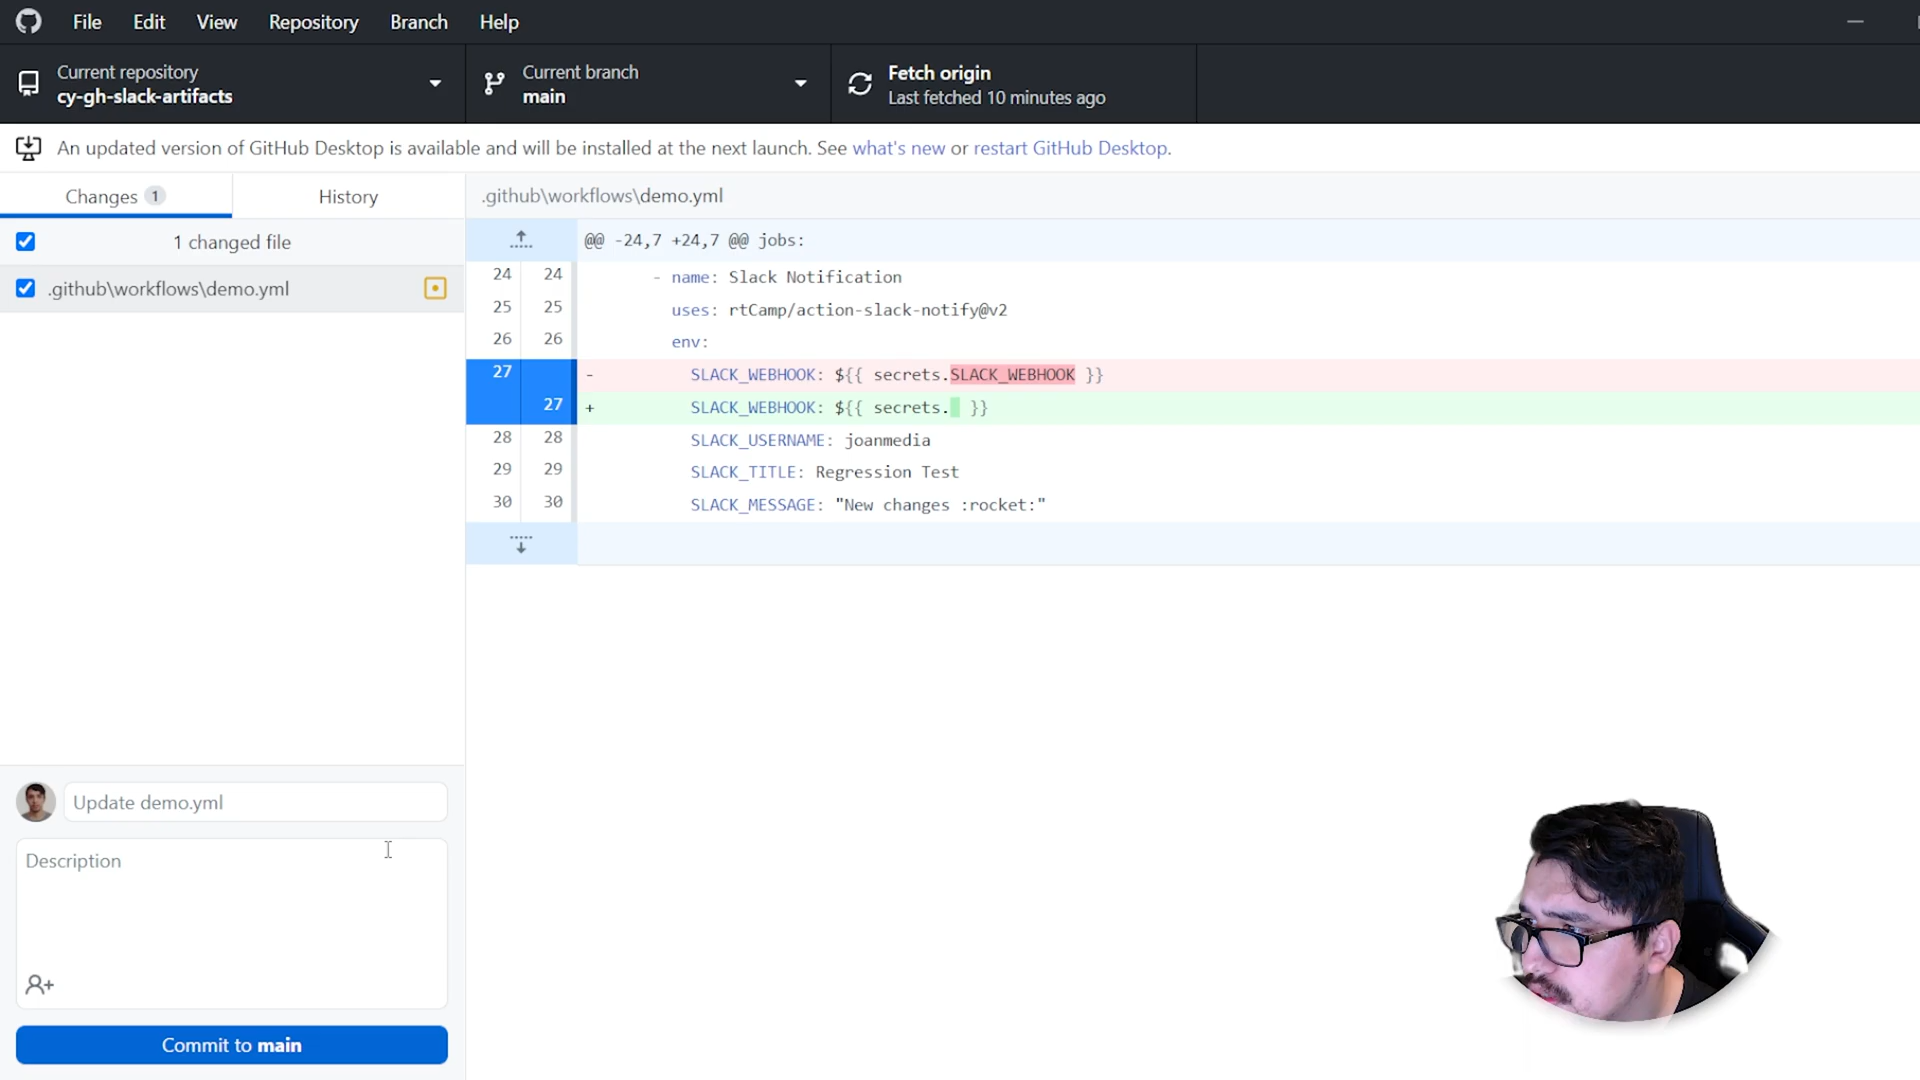 File Edit View Repository Branch Help
Current repository
cy-gh-slack-artifacts
Current branch
main
Fetch origin
Last fetched 10 minutes ago
An updated version of GitHub Desktop is available and will be installed at the next launch. See what's new or restart GitHub Desktop.
Changes 1
History
1 changed file
.github\workflows\demo.yml
.github\workflows\demo.yml
@@ -24,7 +24,7 @@ jobs:
24 24 - name: Slack Notification
25 25 uses: rtCamp/action-slack-notify@v2
26 26 env:
27 - SLACK_WEBHOOK: ${{ secrets.SLACK_WEBHOOK }}
27 + SLACK_WEBHOOK: ${{ secrets. }}
28 28 SLACK_USERNAME: joanmedia
29 29 SLACK_TITLE: Regression Test
30 30 SLACK_MESSAGE: "New changes :rocket:"
Update demo.yml
Description
Commit to main